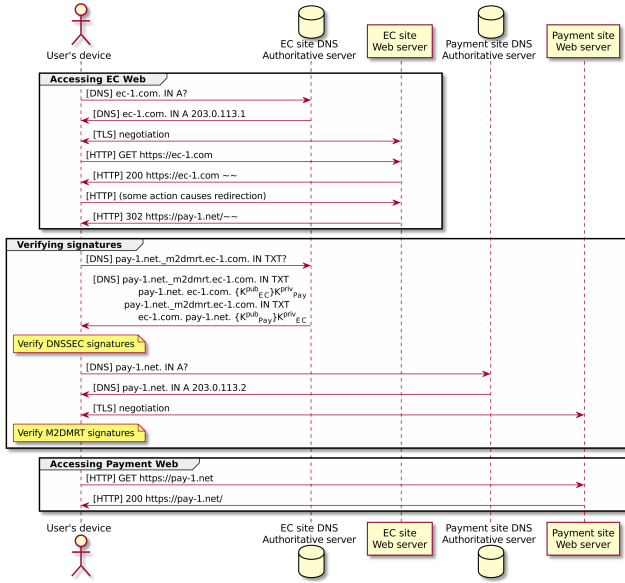 User's device
EC site DNS
Authoritative server
EC site
Web server
Payment site DNS
Authoritative server
Payment site
Web server
Accessing EC Web
[DNS] ec-1.com. IN A?
[DNS] ec-1.com. IN A 203.0.113.1
[TLS] negotiation
[HTTP] GET https://ec-1.com
[HTTP] 200 https://ec-1.com ~~
[HTTP] (some action causes redirection)
[HTTP] 302 https://pay-1.net/~~
Verifying signatures
[DNS] pay-1.net._m2dmrt.ec-1.com. IN TXT?
[DNS] pay-1.net._m2dmrt.ec-1.com. IN TXT
pay-1.net. ec-1.com. {K^pub_EC}K^priv_Pay
pay-1.net._m2dmrt.ec-1.com. IN TXT
ec-1.com. pay-1.net. {K^pub_Pay}K^priv_EC
Verify DNSSEC signatures
[DNS] pay-1.net. IN A?
[DNS] pay-1.net. IN A 203.0.113.2
[TLS] negotiation
Verify M2DMRT signatures
Accessing Payment Web
[HTTP] GET https://pay-1.net
[HTTP] 200 https://pay-1.net/
User's device
EC site DNS
Authoritative server
EC site
Web server
Payment site DNS
Authoritative server
Payment site
Web server